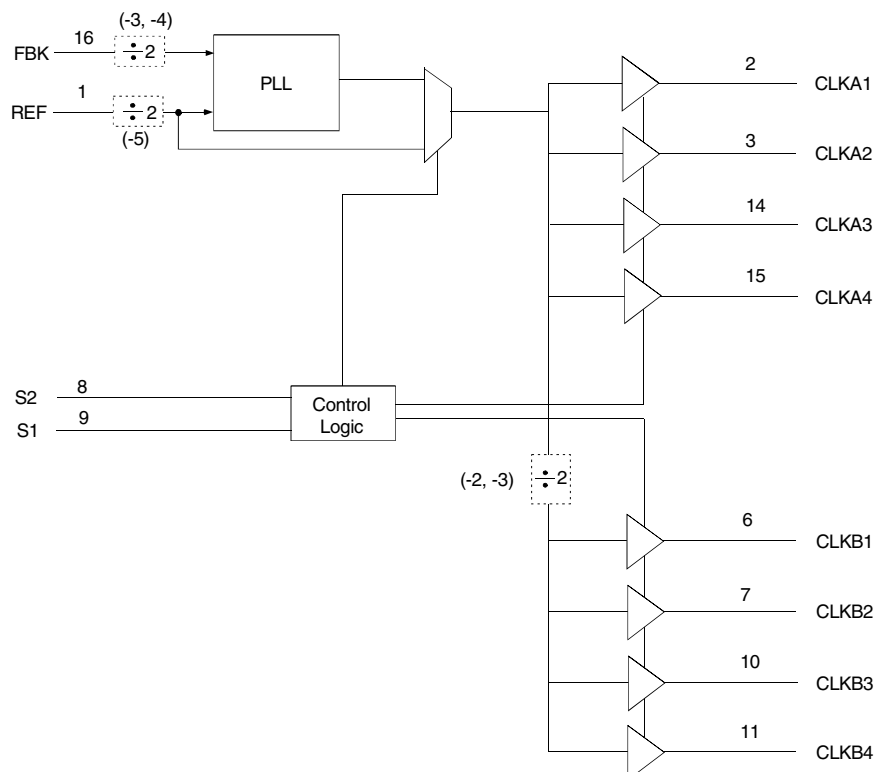 (-3, -4)
FBK 16 ÷2
PLL
REF 1 ÷2
(-5)
2 CLKA1
3 CLKA2
14 CLKA3
15 CLKA4
S2 8
S1 9
Control
Logic
(-2, -3) ÷2
6 CLKB1
7 CLKB2
10 CLKB3
11 CLKB4